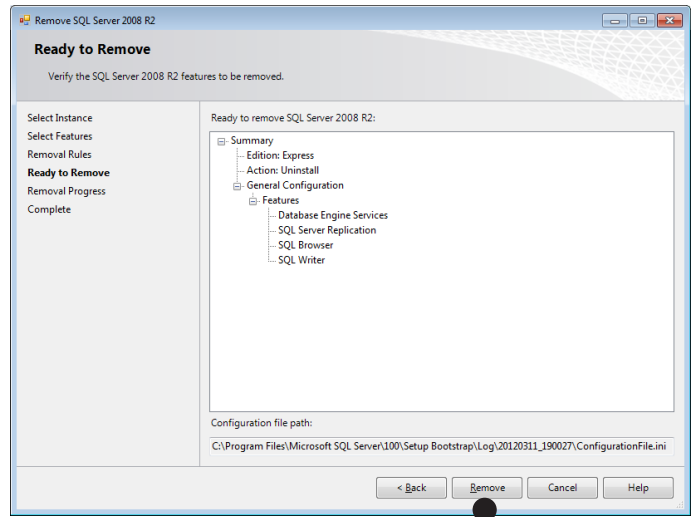 Remove SQL Server 2008 R2
Ready to Remove
Verify the SQL Server 2008 R2 features to be removed.
Select Instance
Select Features
Removal Rules
Ready to Remove
Removal Progress
Complete
Ready to remove SQL Server 2008 R2:
Summary
Edition: Express
Action: Uninstall
General Configuration
Features
Database Engine Services
SQL Server Replication
SQL Browser
SQL Writer
Configuration file path:
C:\Program Files\Microsoft SQL Server\100\Setup Bootstrap\Log\20120311_190027\ConfigurationFile.ini
< Back Remove Cancel Help